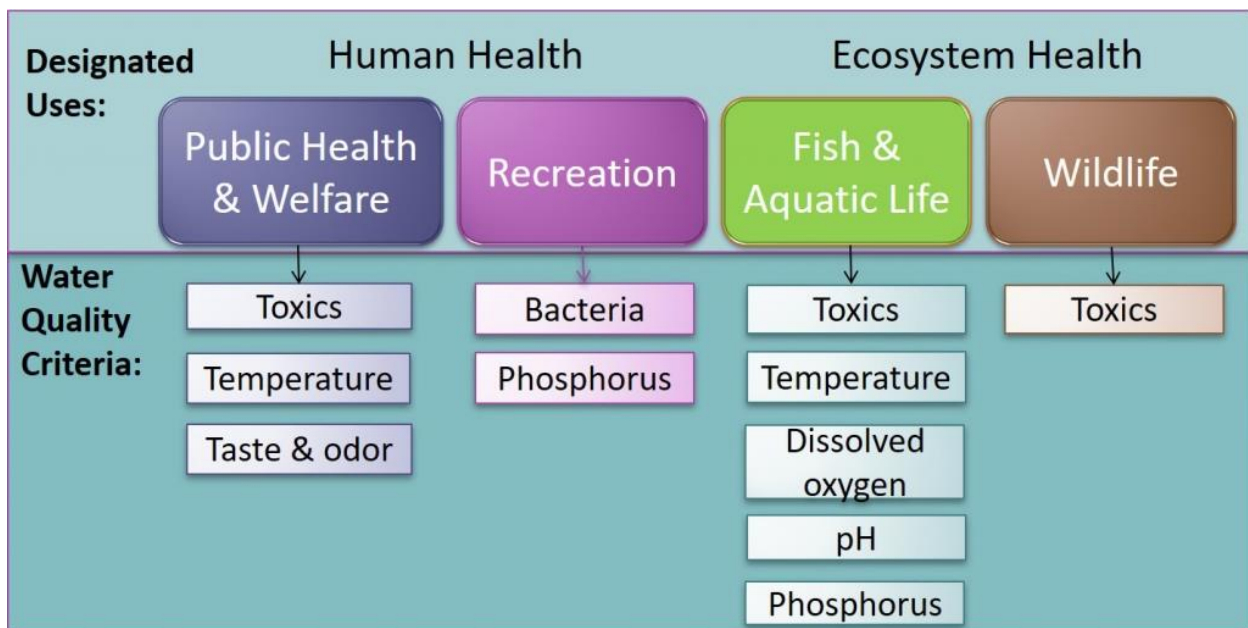 Designated
Uses:
Human Health
Ecosystem Health
Public Health
& Welfare
Recreation
Fish &
Aquatic Life
Wildlife
Water
Quality
Criteria:
Toxics
Temperature
Taste & odor
Bacteria
Phosphorus
Toxics
Temperature
Dissolved
oxygen
pH
Phosphorus
Toxics